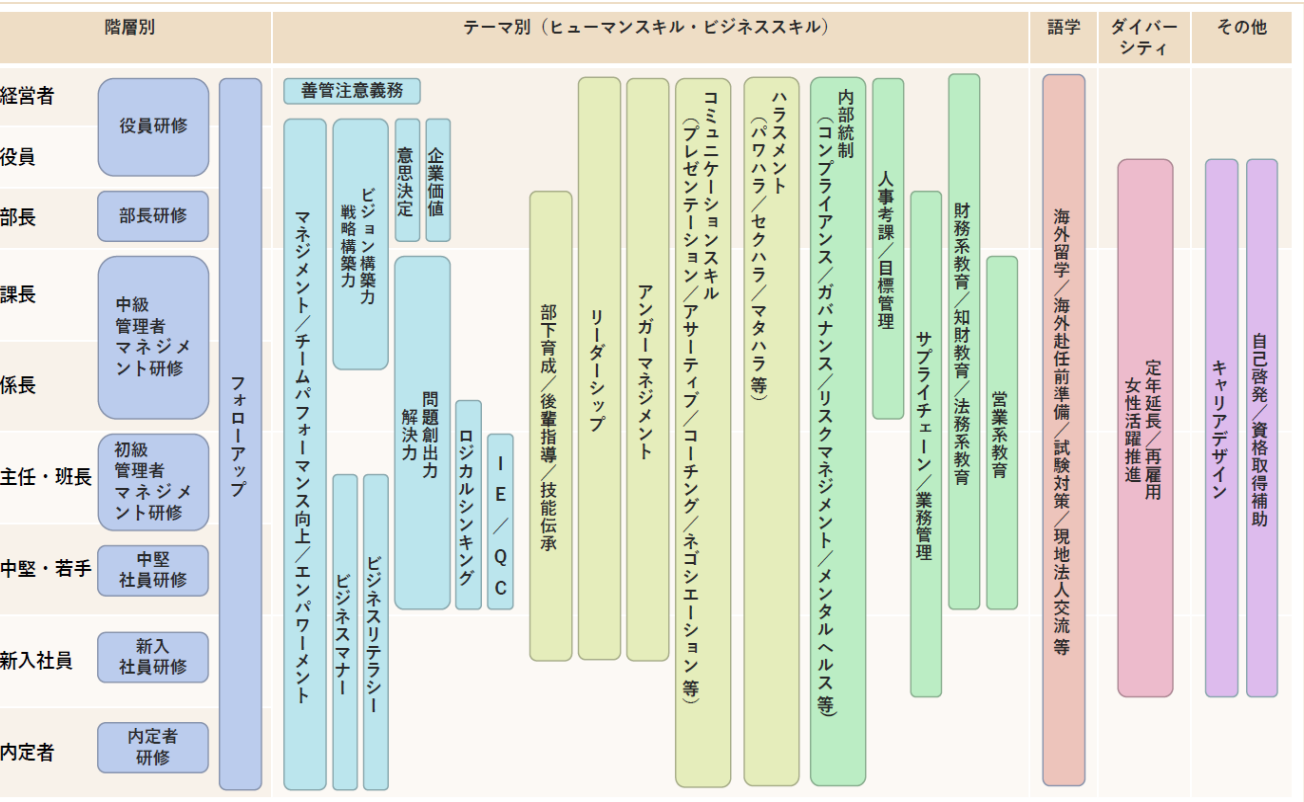 階層別
テーマ別（ヒューマンスキル・ビジネススキル）
語学
ダイバー
シティ
その他
経営者
役員
部長
課長
係長
主任・班長
中堅・若手
新入社員
内定者
役員研修
部長研修
中級
管理者
マネジメ
ント研修
初級
管理者
マネジメ
ント研修
中堅
社員研修
新入
社員研修
内定者
研修
フォローアップ
善管注意義務
マネジメント／チームパフォーマンス向上／エンパワーメント
ビジョン構築力
戦略構築力
意思決定
企業価値
問題創出力
解決力
ロジカルシンキング
ＩＥ／ＱＣ
ビジネスマナー
ビジネスリテラシー
部下育成／後輩指導／技能伝承
リーダーシップ
アンガーマネジメント
コミュニケーションスキル
（プレゼンテーション／アサーティブ／コーチング／ネゴシエーション等）
ハラスメント
（パワハラ／セクハラ／マタハラ等）
内部統制
（コンプライアンス／ガバナンス／リスクマネジメント／メンタルヘルス等）
人事考課／目標管理
サプライチェーン／業務管理
財務系教育／知財教育／法務系教育
営業系教育
海外留学／海外赴任前準備／試験対策／現地法人交流等
定年延長／再雇用
女性活躍推進
キャリアデザイン
自己啓発／資格取得補助